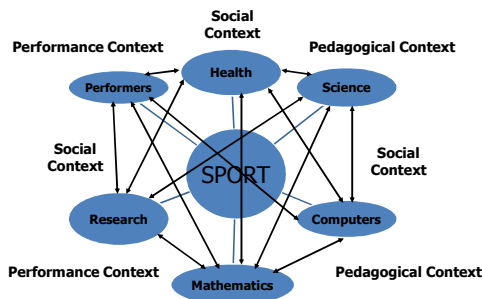 Social
Context
Performance Context
Pedagogical Context
Health
Performers
Science
Social
Context
Social
Context
SPORT
Research
Computers
Performance Context
Pedagogical Context
Mathematics